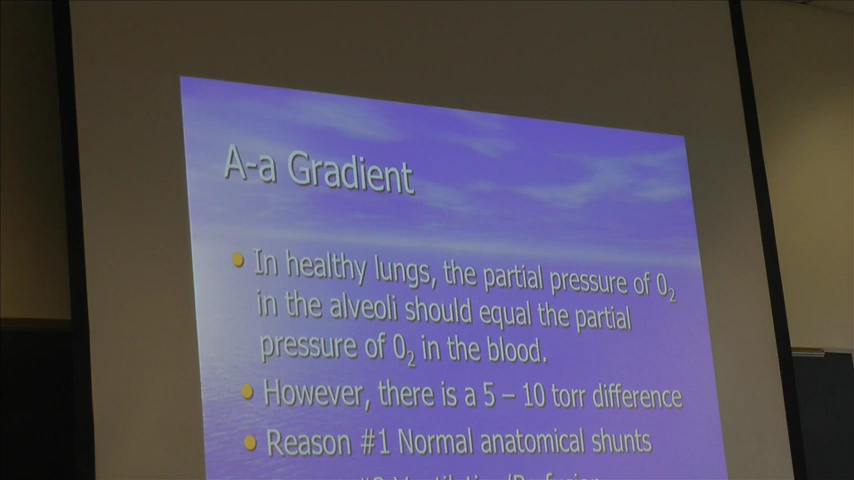 A-a Gradient
In healthy lungs, the partial pressure of 0₂
in the alveoli should equal the partial
pressure of 0₂ in the blood.
However, there is a 5 – 10 torr difference
Reason #1 Normal anatomical shunts